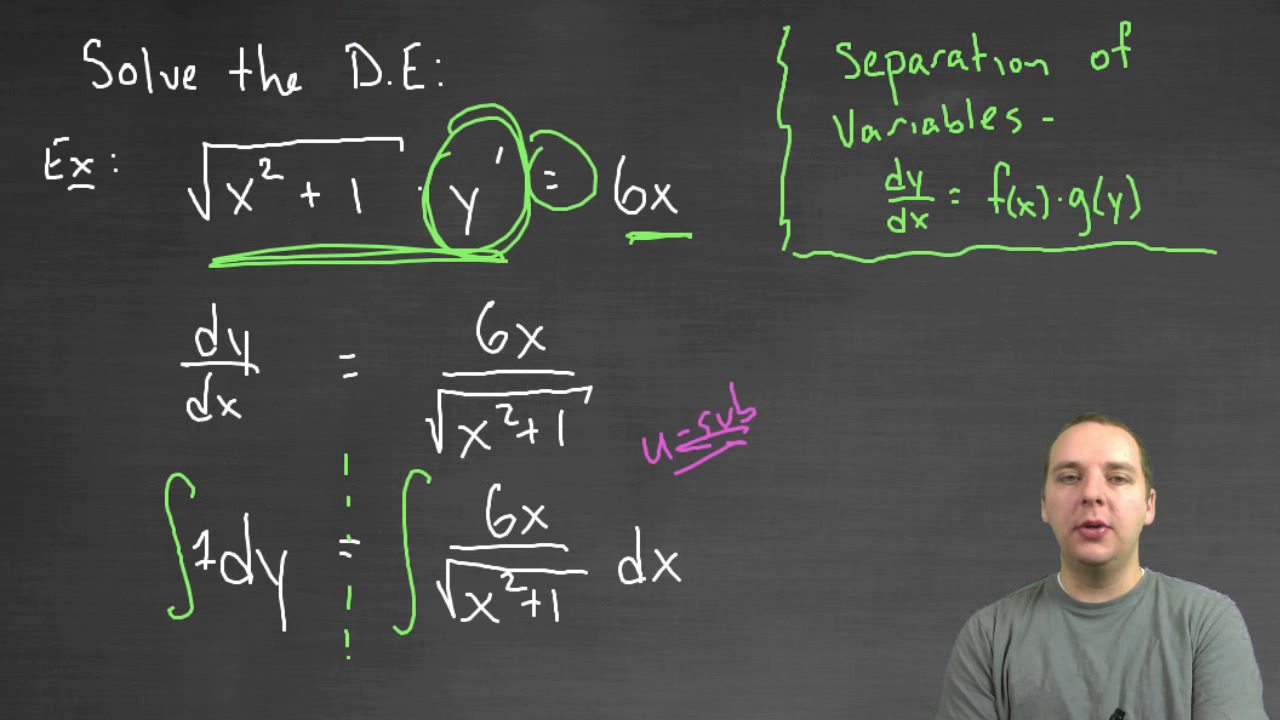 Solve the D.E:
Ex: √(x² + 1) · y' = 6x
Separation of
Variables -
dy/dx = f(x)·g(y)
dy/dx = 6x/√(x²+1)
u=sub
∫1dy = ∫ 6x/√(x²+1) dx